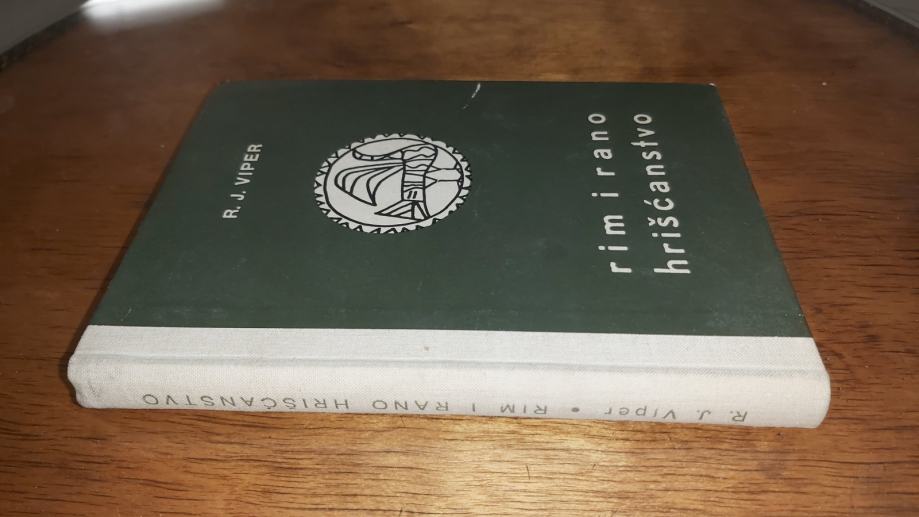 R. J. VIPER
rim i rano
hrišćanstvo
R. J. Viper • RIM I RANO HRIŠĆANSTVO